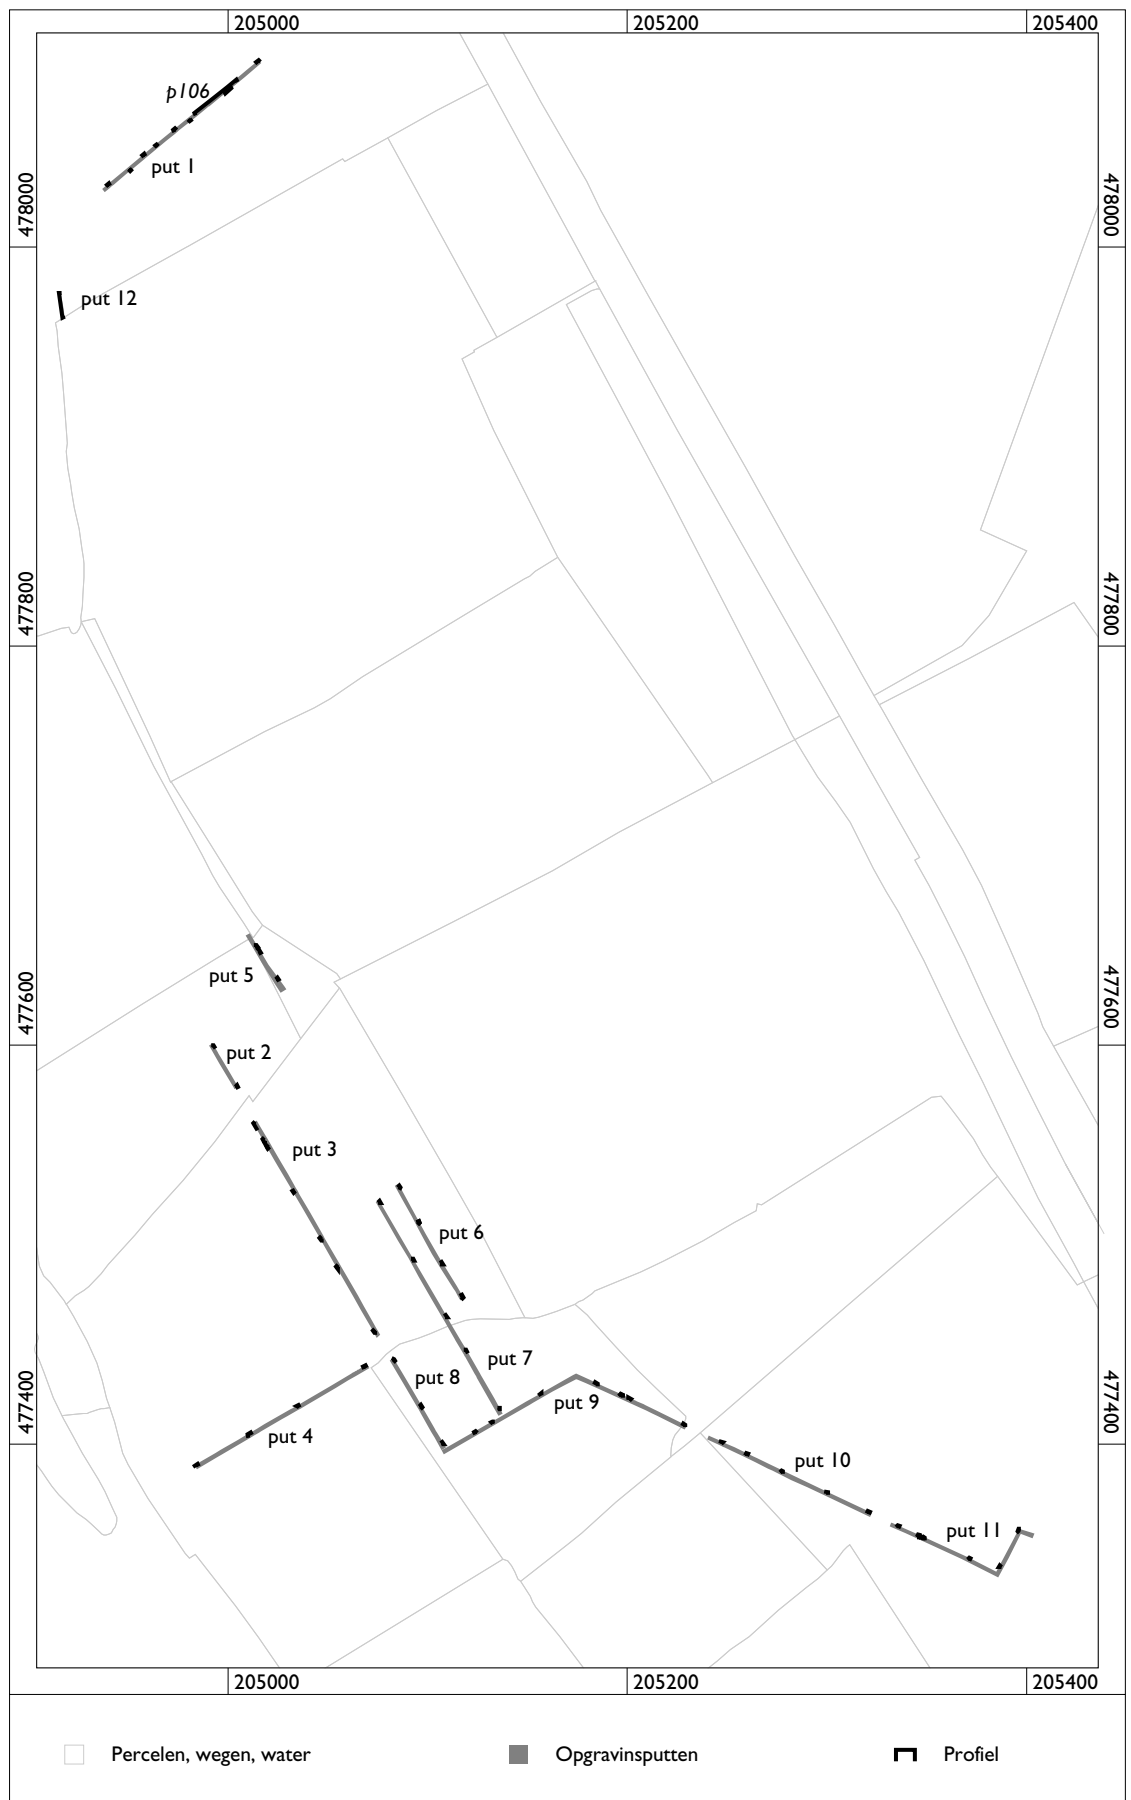 205000 205200 205400
p106
put 1
478000 478000
put 12
477800 477800
put 5
477600 477600
put 2
put 3
put 6
put 7
put 8
put 9
477400 477400
put 4
put 10
put 11
205000 205200 205400
Percelen, wegen, water Opgravinsputten Profiel